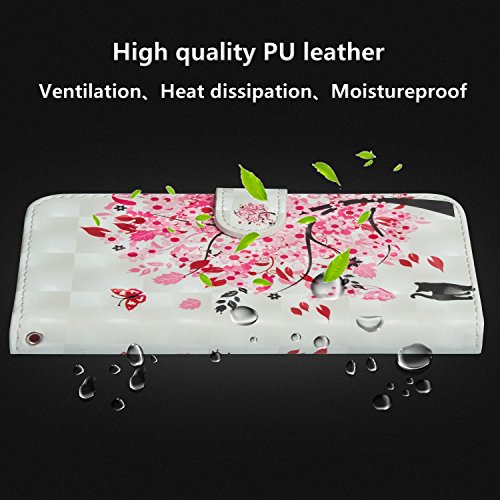 High quality PU leather
Ventilation、Heat dissipation、Moistureproof